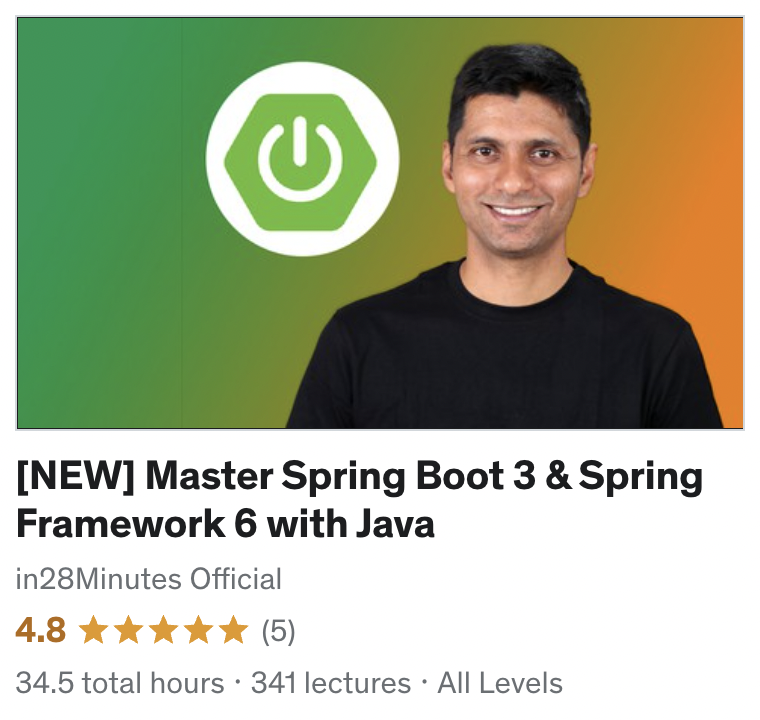 [NEW] Master Spring Boot 3 & Spring
Framework 6 with Java
in28Minutes Official
4.8 ★★★★★ (5)
34.5 total hours · 341 lectures · All Levels